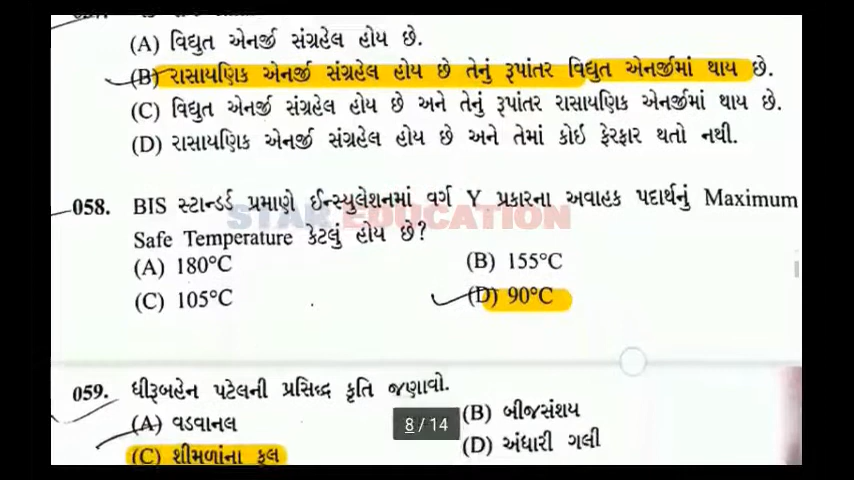 (A) વિદ્યુત એનર્જી સંગ્રહેલ હોય છે.
(B) રાસાયણિક એનર્જી સંગ્રહેલ હોય છે તેનું રૂપાંતર વિદ્યુત એનર્જીમાં થાય છે.
(C) વિદ્યુત એનર્જી સંગ્રહેલ હોય છે અને તેનું રૂપાંતર રાસાયણિક એનર્જીમાં થાય છે.
(D) રાસાયણિક એનર્જી સંગ્રહેલ હોય છે અને તેમાં કોઇ ફેરફાર થતો નથી.
058. BIS સ્ટાન્ડર્ડ પ્રમાણે ઈન્સ્યુલેશનમાં વર્ગ Y પ્રકારના અવાહક પદાર્થનું Maximum
STAR EDUCATION
Safe Temperature કેટલું હોય છે?
(A) 180°C (B) 155°C
(C) 105°C (D) 90°C
059. ધીરૂબહેન પટેલની પ્રસિદ્ધ કૃતિ જણાવો.
(A) વડવાનલ (B) બીજસંશય
8 / 14
(C) શીમળાંના ફૂલ (D) અંધારી ગલી